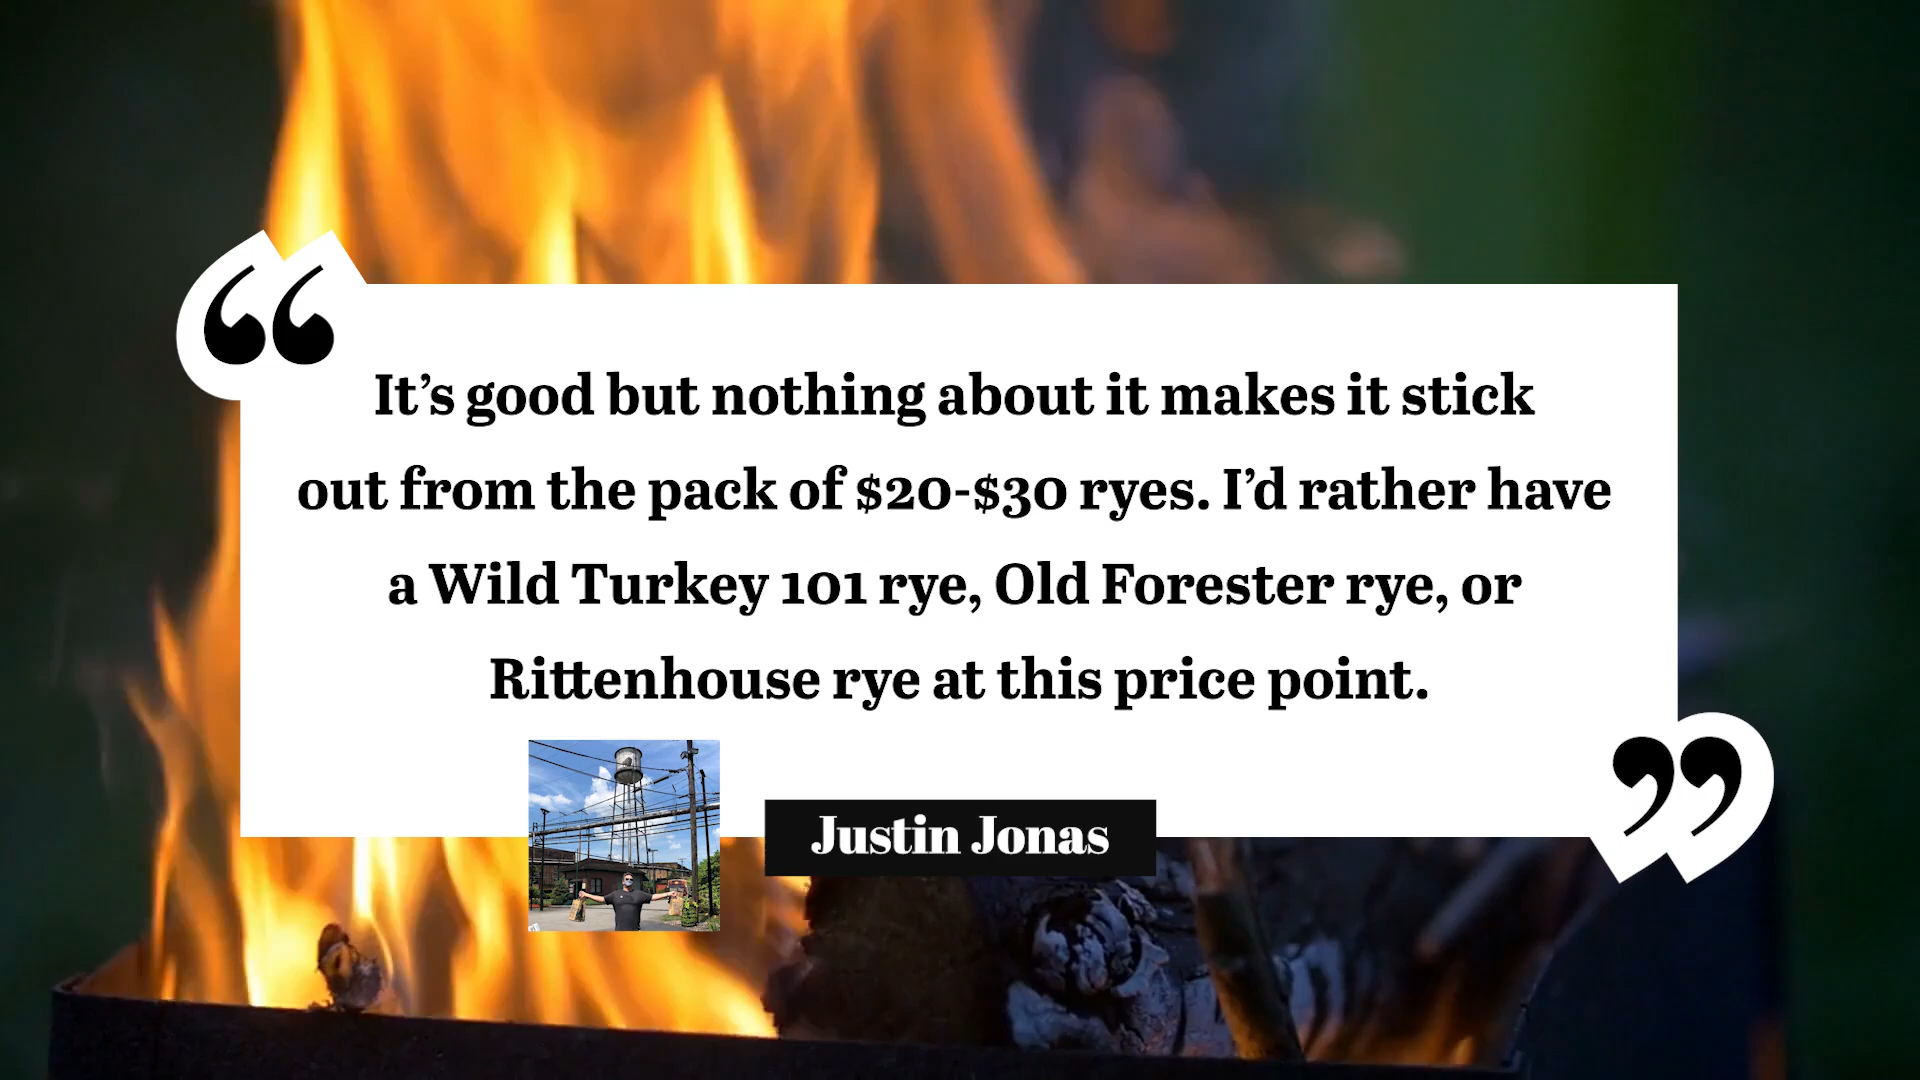 “
It’s good but nothing about it makes it stick
out from the pack of $20-$30 ryes. I’d rather have
a Wild Turkey 101 rye, Old Forester rye, or
Rittenhouse rye at this price point.
”
Justin Jonas